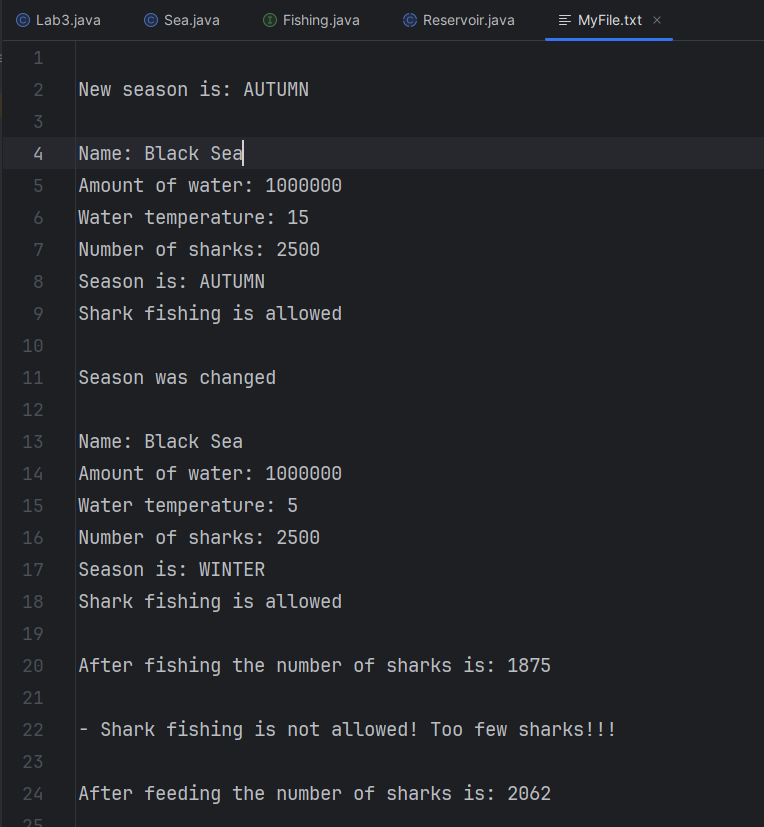 Lab3.java Sea.java Fishing.java Reservoir.java MyFile.txt
1
2 New season is: AUTUMN
3
4 Name: Black Sea
5 Amount of water: 1000000
6 Water temperature: 15
7 Number of sharks: 2500
8 Season is: AUTUMN
9 Shark fishing is allowed
10
11 Season was changed
12
13 Name: Black Sea
14 Amount of water: 1000000
15 Water temperature: 5
16 Number of sharks: 2500
17 Season is: WINTER
18 Shark fishing is allowed
19
20 After fishing the number of sharks is: 1875
21
22 - Shark fishing is not allowed! Too few sharks!!!
23
24 After feeding the number of sharks is: 2062
25